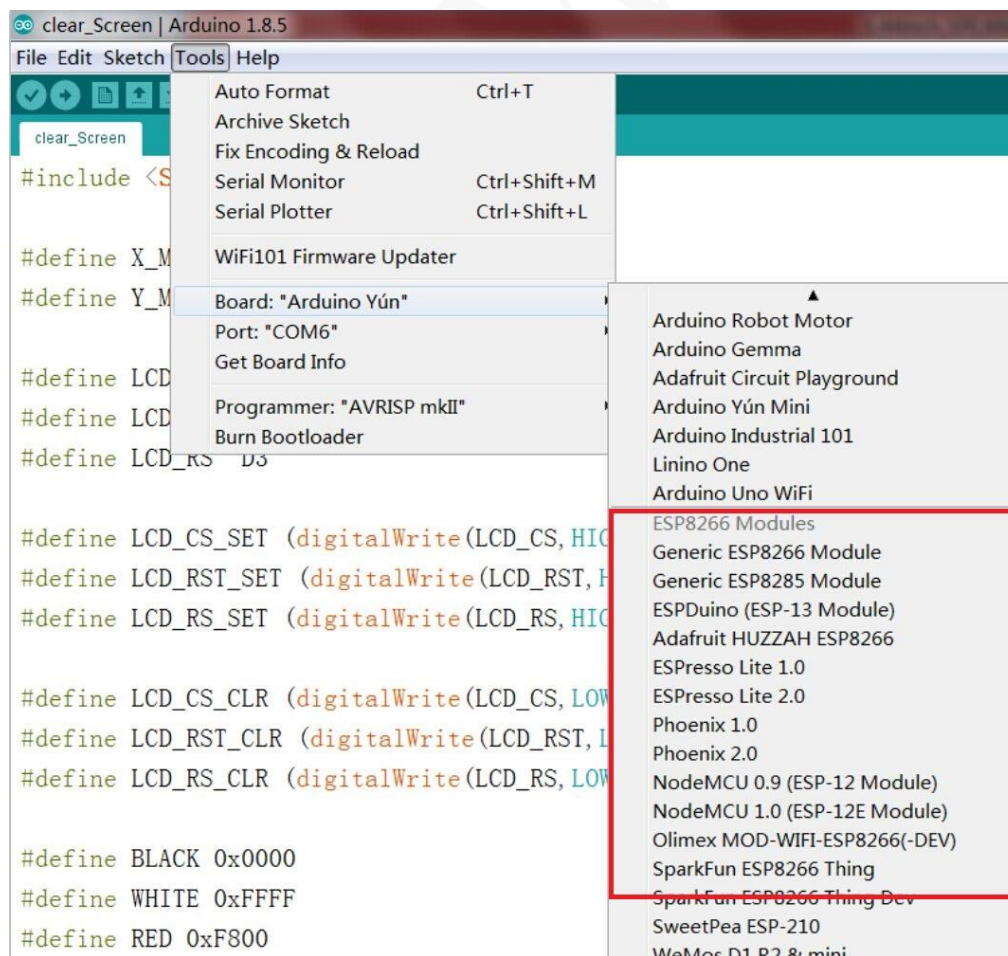 clear_Screen | Arduino 1.8.5
File Edit Sketch Tools Help
Auto Format Ctrl+T
Archive Sketch
Fix Encoding & Reload
Serial Monitor Ctrl+Shift+M
Serial Plotter Ctrl+Shift+L
WiFi101 Firmware Updater
Board: "Arduino Yún"
Port: "COM6"
Get Board Info
Programmer: "AVRISP mkII"
Burn Bootloader
clear_Screen
#include <S
#define X_M
#define Y_M
#define LCD
#define LCD
#define LCD_RS D3
#define LCD_CS_SET (digitalWrite(LCD_CS,HIG
#define LCD_RST_SET (digitalWrite(LCD_RST,H
#define LCD_RS_SET (digitalWrite(LCD_RS,HIG
#define LCD_CS_CLR (digitalWrite(LCD_CS,LOW
#define LCD_RST_CLR (digitalWrite(LCD_RST,L
#define LCD_RS_CLR (digitalWrite(LCD_RS,LOW
#define BLACK 0x0000
#define WHITE 0xFFFF
#define RED 0xF800
Arduino Robot Motor
Arduino Gemma
Adafruit Circuit Playground
Arduino Yún Mini
Arduino Industrial 101
Linino One
Arduino Uno WiFi
ESP8266 Modules
Generic ESP8266 Module
Generic ESP8285 Module
ESPDuino (ESP-13 Module)
Adafruit HUZZAH ESP8266
ESPresso Lite 1.0
ESPresso Lite 2.0
Phoenix 1.0
Phoenix 2.0
NodeMCU 0.9 (ESP-12 Module)
NodeMCU 1.0 (ESP-12E Module)
Olimex MOD-WIFI-ESP8266(-DEV)
SparkFun ESP8266 Thing
SparkFun ESP8266 Thing Dev
SweetPea ESP-210
WeMos D1 R2 & mini